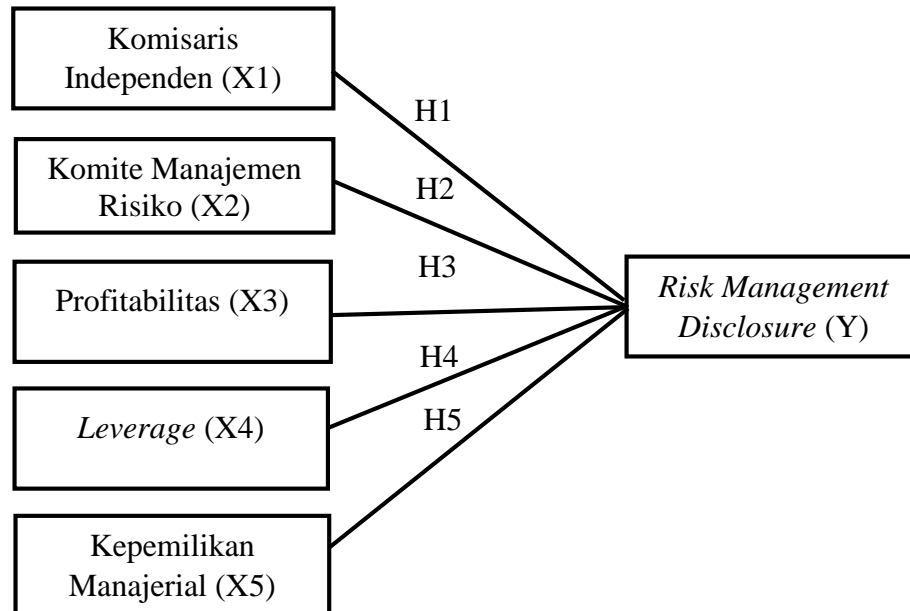 Komisaris
Independen (X1)
H1
Komite Manajemen
Risiko (X2)
H2
Profitabilitas (X3)
H3
Risk Management
Disclosure (Y)
Leverage (X4)
H4
H5
Kepemilikan
Manajerial (X5)